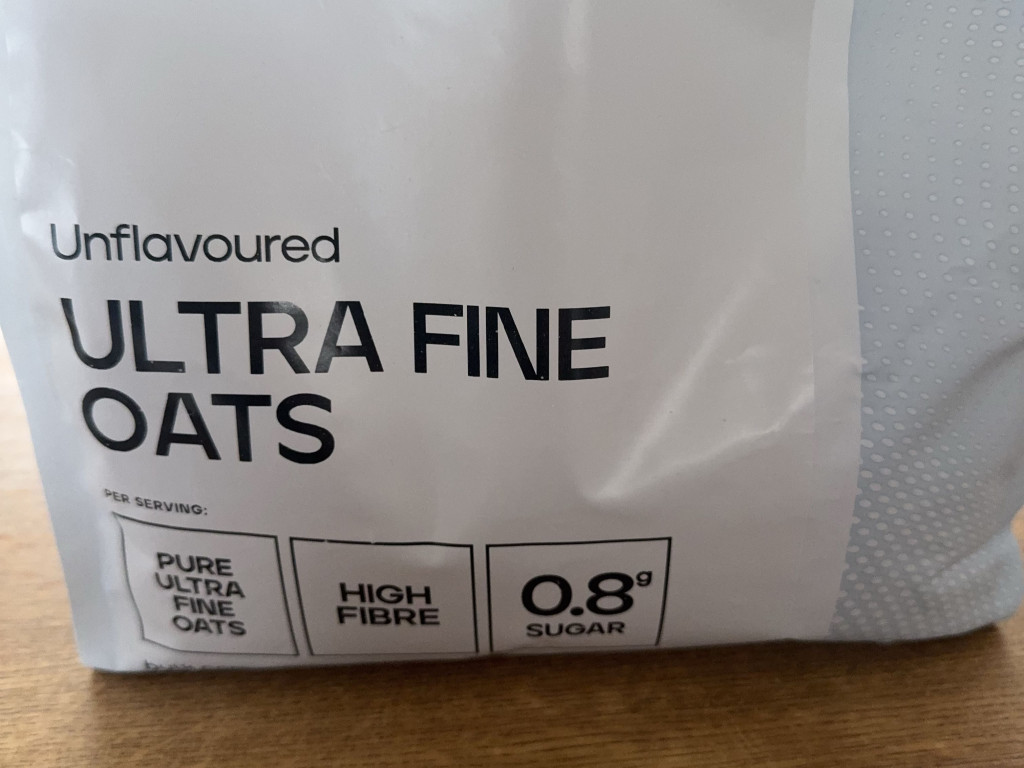 Unflavoured
ULTRA FINE
OATS
PER SERVING:
PURE
ULTRA
FINE
OATS
HIGH
FIBRE
0.8g
SUGAR